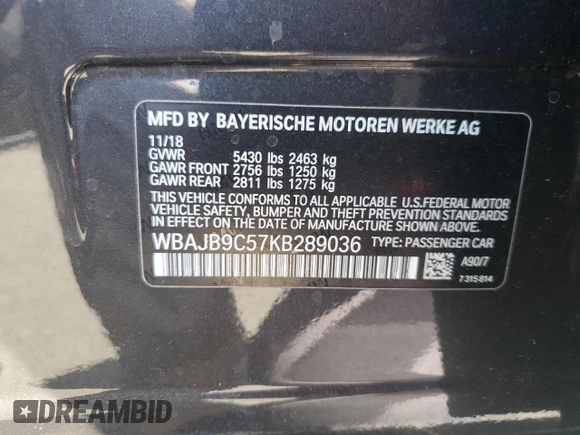 MFD BY BAYERISCHE MOTOREN WERKE AG
11/18
GVWR 5430 lbs 2463 kg
GAWR FRONT 2756 lbs 1250 kg
GAWR REAR 2811 lbs 1275 kg
THIS VEHICLE CONFORMS TO ALL APPLICABLE U.S.FEDERAL MOTOR
VEHICLE SAFETY, BUMPER AND THEFT PREVENTION STANDARDS
IN EFFECT ON THE DATE OF MANUFACTURE SHOWN ABOVE.
WBAJB9C57KB289036 TYPE: PASSENGER CAR
A90/7
7315814
DREAMBID